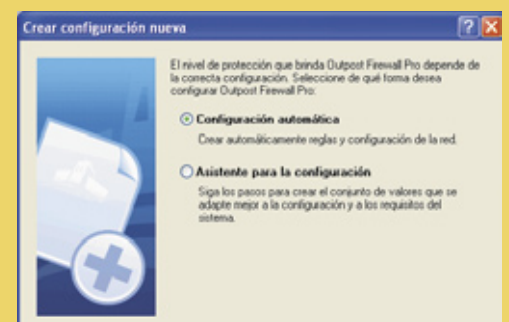 Crear configuración nueva
El nivel de protección que brinda Outpost Firewall Pro depende de
la correcta configuración. Seleccione de qué forma desea
configurar Outpost Firewall Pro:
Configuración automática
Crear automáticamente reglas y configuración de la red.
Asistente para la configuración
Siga los pasos para crear el conjunto de valores que se
adapte mejor a la configuración y a los requisitos del
sistema.